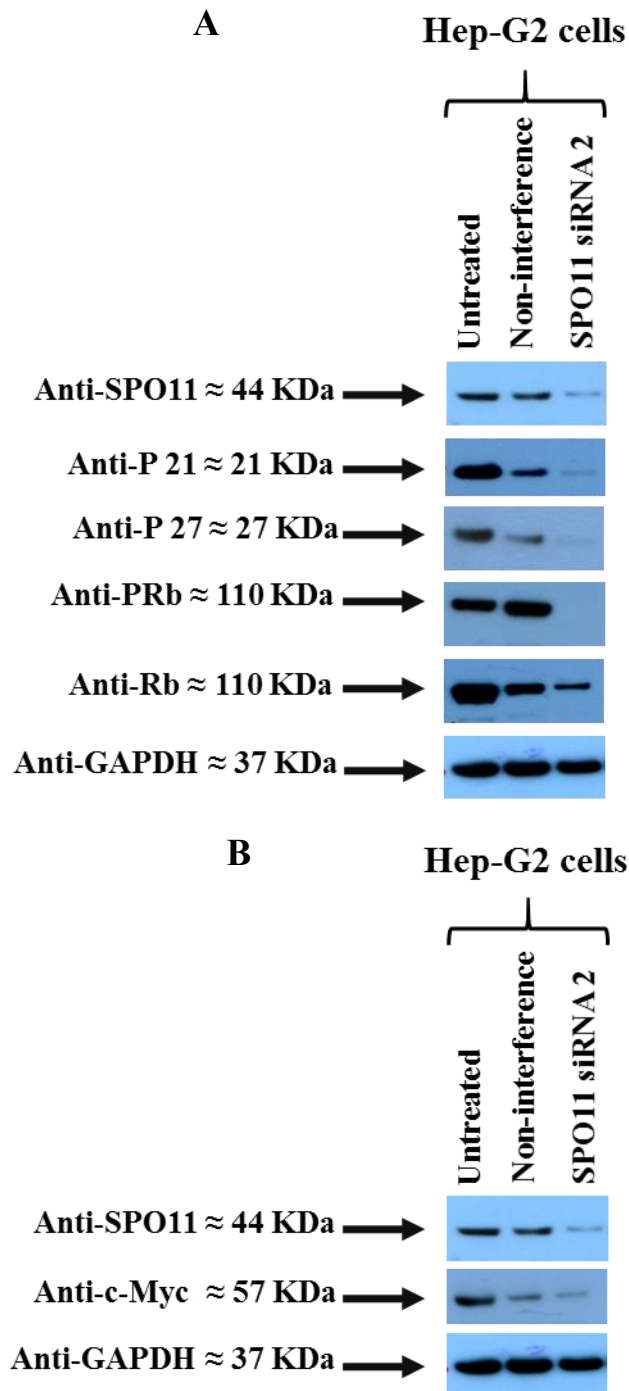 A
Hep-G2 cells
Untreated
Non-interference
SPO11 siRNA 2
Anti-SPO11 ≈ 44 KDa
Anti-P 21 ≈ 21 KDa
Anti-P 27 ≈ 27 KDa
Anti-PRb ≈ 110 KDa
Anti-Rb ≈ 110 KDa
Anti-GAPDH ≈ 37 KDa
B
Hep-G2 cells
Untreated
Non-interference
SPO11 siRNA 2
Anti-SPO11 ≈ 44 KDa
Anti-c-Myc ≈ 57 KDa
Anti-GAPDH ≈ 37 KDa